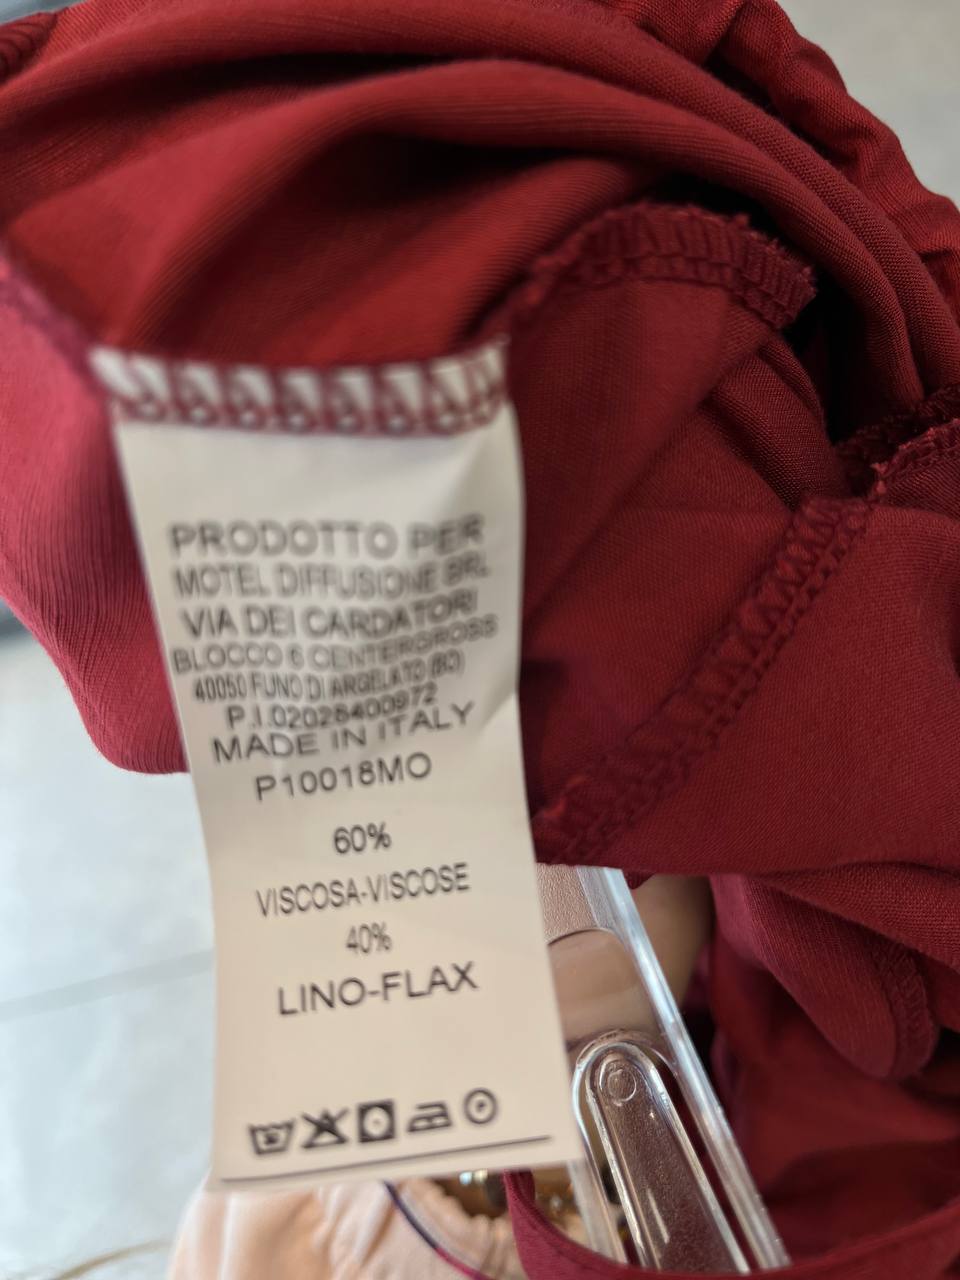 PRODOTTO PER
MOTEL DIFFUSIONE SRL
VIA DEI CARDATORI
BLOCCO 6 CENTERGROSS
40050 FUNO DI ARGELATO (BO)
P.I.02026400972
MADE IN ITALY
P10018MO
60%
VISCOSA-VISCOSE
40%
LINO-FLAX